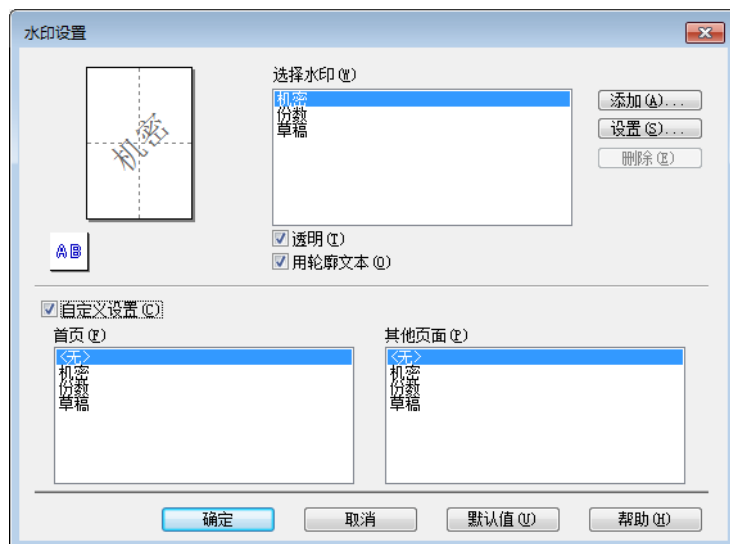 水印设置
选择水印(W)
机密
份数
草稿
添加(A)...
设置(S)...
删除(E)
机密
透明(T)
用轮廓文本(O)
AB
自定义设置(C)
首页(F)
<无>
机密
份数
草稿
其他页面(P)
<无>
机密
份数
草稿
确定
取消
默认值(U)
帮助(H)